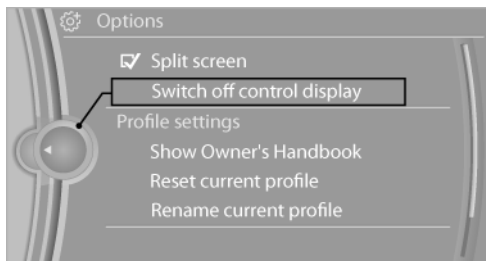 Options
Split screen
Switch off control display
Profile settings
Show Owner's Handbook
Reset current profile
Rename current profile